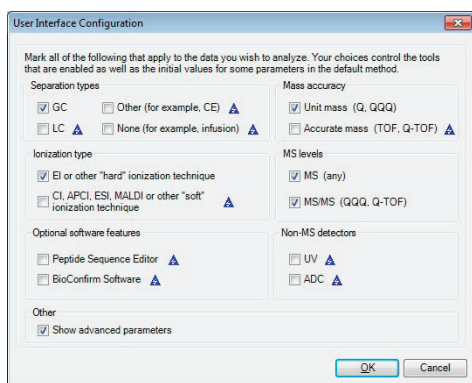 User Interface Configuration
Mark all of the following that apply to the data you wish to analyze. Your choices control the tools
that are enabled as well as the initial values for some parameters in the default method.
Separation types
GC
Other (for example, CE)
LC
None (for example, infusion)
Mass accuracy
Unit mass (Q, QQQ)
Accurate mass (TOF, Q-TOF)
Ionization type
EI or other "hard" ionization technique
CI, APCI, ESI, MALDI or other "soft"
ionization technique
MS levels
MS (any)
MS/MS (QQQ, Q-TOF)
Optional software features
Peptide Sequence Editor
BioConfirm Software
Non-MS detectors
UV
ADC
Other
Show advanced parameters
OK
Cancel